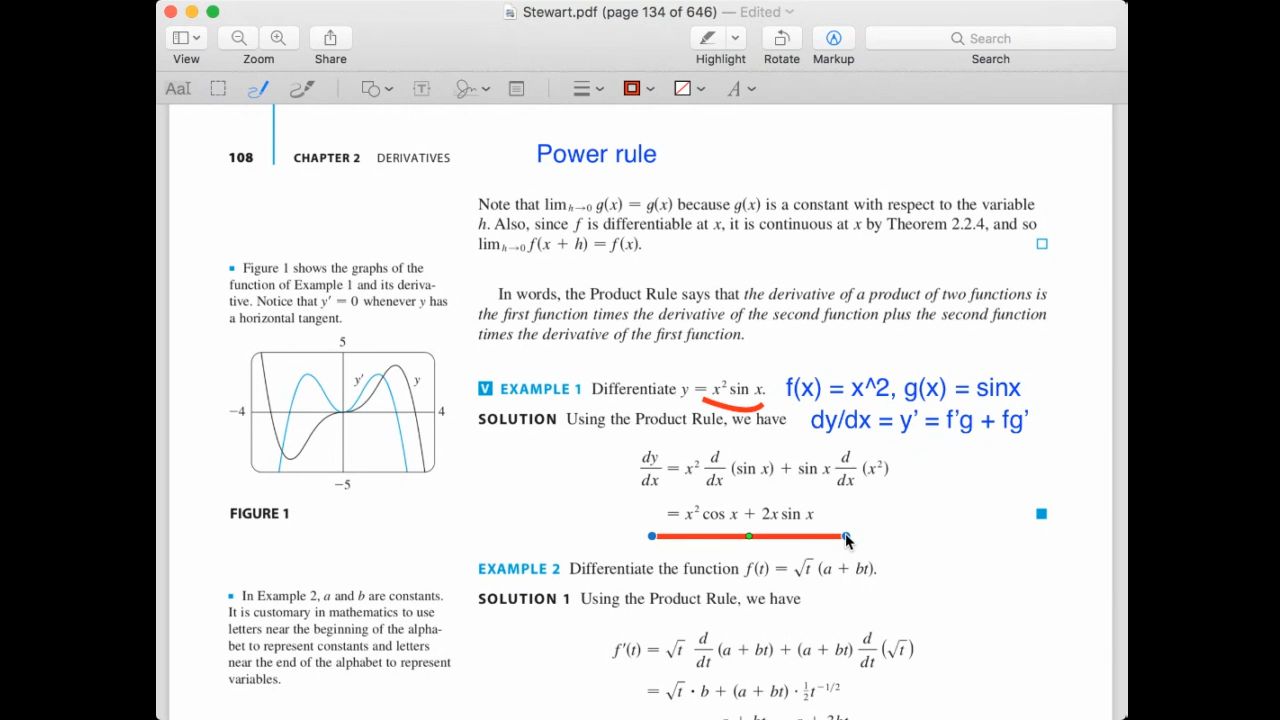 Stewart.pdf (page 134 of 646) — Edited
View Zoom Share Highlight Rotate Markup Search
Search
AaI T A
108 CHAPTER 2 DERIVATIVES
Power rule
Note that lim h→0 g(x) = g(x) because g(x) is a constant with respect to the variable
h. Also, since f is differentiable at x, it is continuous at x by Theorem 2.2.4, and so
lim h→0 f(x + h) = f(x).
Figure 1 shows the graphs of the
function of Example 1 and its deriva-
tive. Notice that y′ = 0 whenever y has
a horizontal tangent.
5
y′ y
−4 4
−5
FIGURE 1
In words, the Product Rule says that the derivative of a product of two functions is
the first function times the derivative of the second function plus the second function
times the derivative of the first function.
V EXAMPLE 1 Differentiate y = x² sin x. f(x) = x^2, g(x) = sinx
SOLUTION Using the Product Rule, we have dy/dx = y' = f'g + fg'
dy/dx = x² d/dx (sin x) + sin x d/dx (x²)
= x² cos x + 2x sin x
EXAMPLE 2 Differentiate the function f(t) = √t (a + bt).
SOLUTION 1 Using the Product Rule, we have
In Example 2, a and b are constants.
It is customary in mathematics to use
letters near the beginning of the alpha-
bet to represent constants and letters
near the end of the alphabet to represent
variables.
f′(t) = √t d/dt (a + bt) + (a + bt) d/dt (√t)
= √t · b + (a + bt) · ½t^−1/2